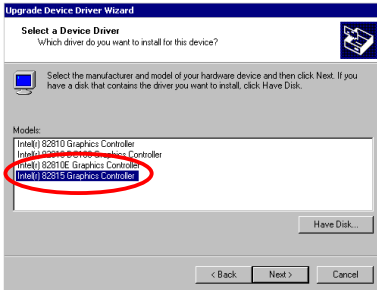 Upgrade Device Driver Wizard
Select a Device Driver
Which driver do you want to install for this device?
Select the manufacturer and model of your hardware device and then click Next. If you
have a disk that contains the driver you want to install, click Have Disk.
Models:
Intel(r) 82810 Graphics Controller
Intel(r) 82810-DC100 Graphics Controller
Intel(r) 82810E Graphics Controller
Intel(r) 82815 Graphics Controller
Have Disk...
< Back
Next >
Cancel